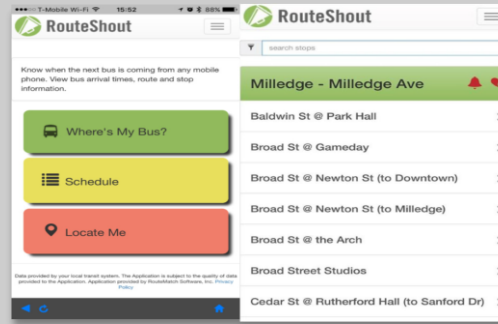 T-Mobile Wi-Fi 15:52 88%
RouteShout
Know when the next bus is coming from any mobile
phone. View bus arrival times, route and stop
information.
Where's My Bus?
Schedule
Locate Me
Data provided by your local transit system. The Application is subject to the quality of data
provided to the Application. Application provided by RouteMatch Software, Inc. Privacy
Policy
RouteShout
search stops
Milledge - Milledge Ave
Baldwin St @ Park Hall
Broad St @ Gameday
Broad St @ Newton St (to Downtown)
Broad St @ Newton St (to Milledge)
Broad St @ the Arch
Broad Street Studios
Cedar St @ Rutherford Hall (to Sanford Dr)